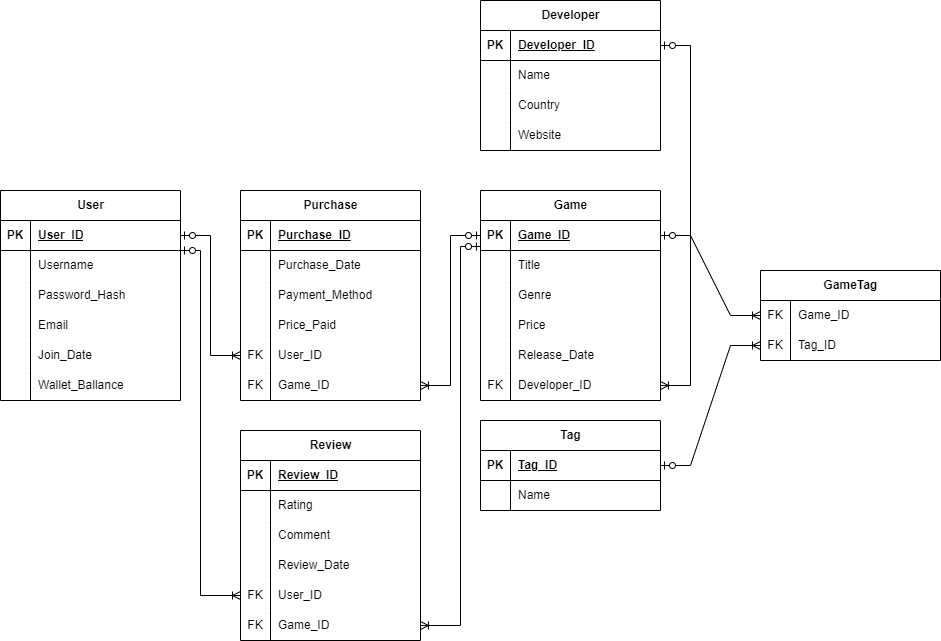 Developer
PK Developer_ID
Name
Country
Website
User
PK User_ID
Username
Password_Hash
Email
Join_Date
Wallet_Ballance
Purchase
PK Purchase_ID
Purchase_Date
Payment_Method
Price_Paid
FK User_ID
FK Game_ID
Game
PK Game_ID
Title
Genre
Price
Release_Date
FK Developer_ID
GameTag
FK Game_ID
FK Tag_ID
Review
PK Review_ID
Rating
Comment
Review_Date
FK User_ID
FK Game_ID
Tag
PK Tag_ID
Name